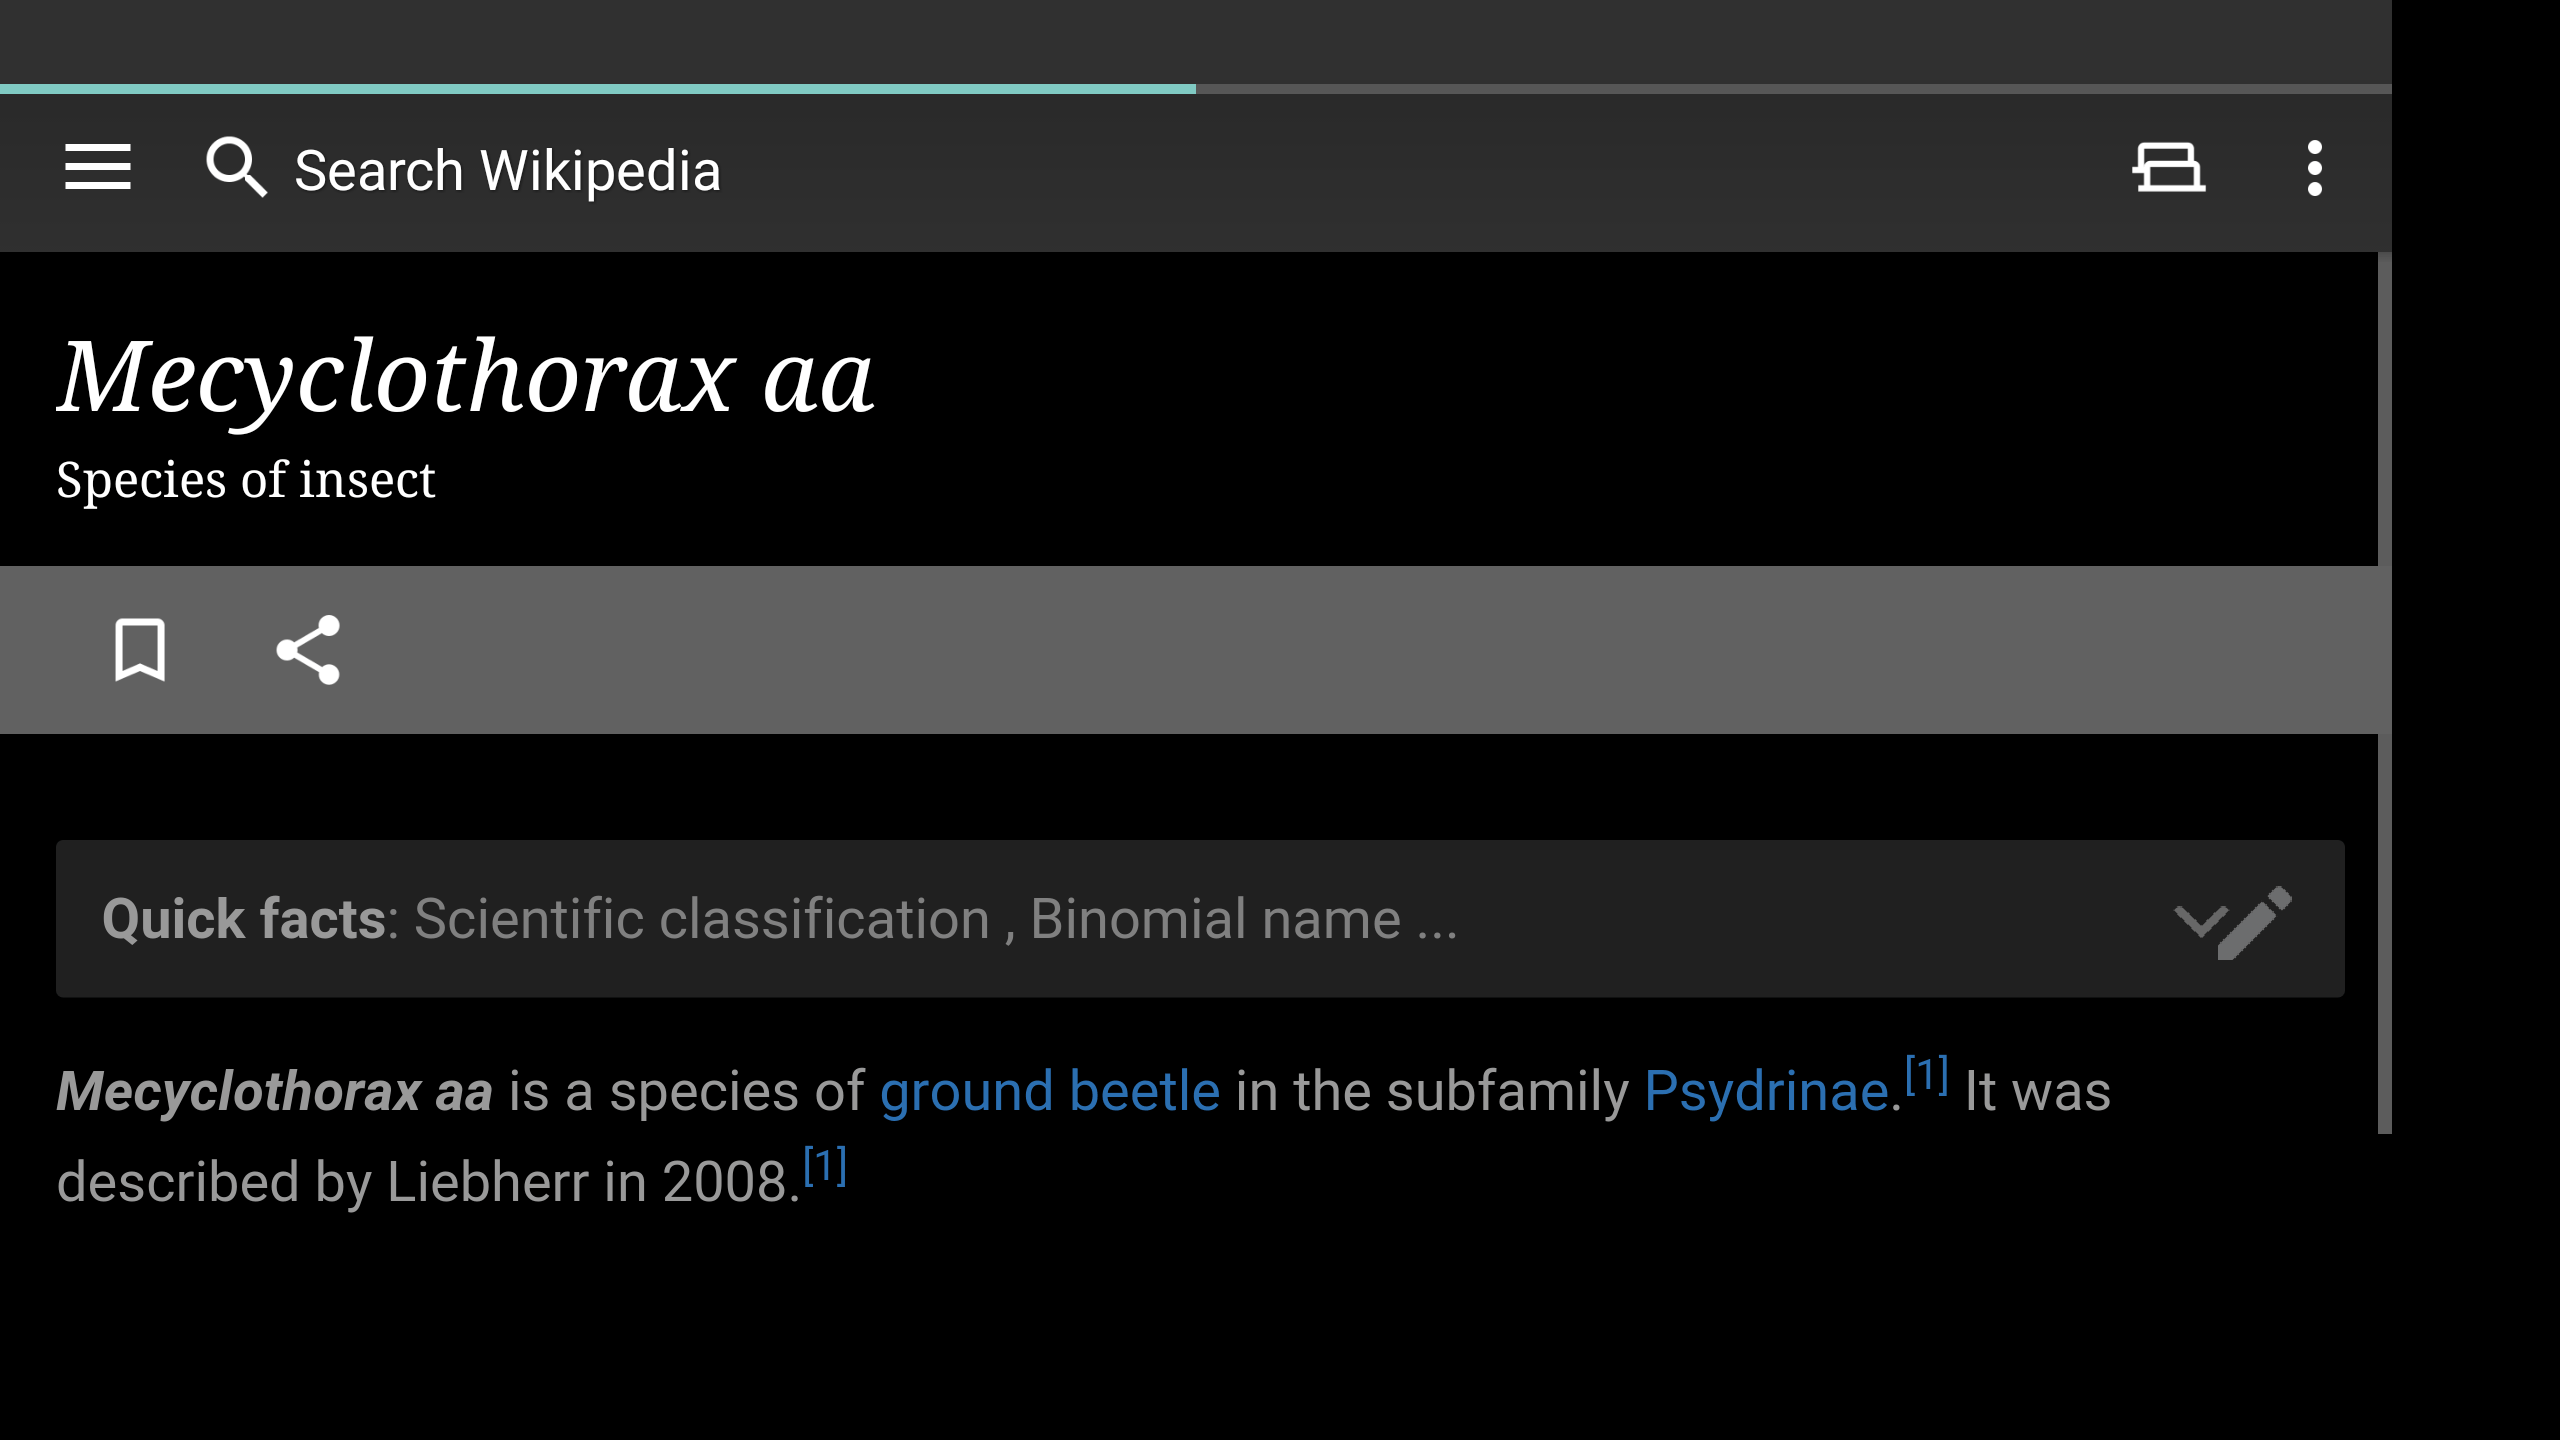 Search Wikipedia
Mecyclothorax aa
Species of insect
Quick facts: Scientific classification , Binomial name ...
Mecyclothorax aa is a species of ground beetle in the subfamily Psydrinae.[1] It was
described by Liebherr in 2008.[1]